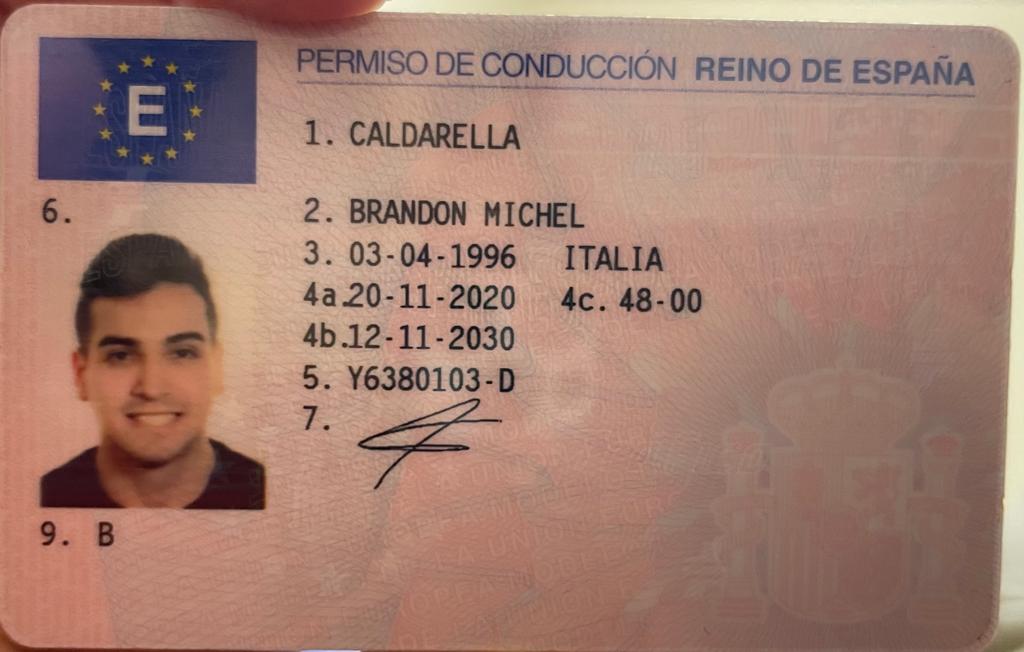 E
PERMISO DE CONDUCCIÓN REINO DE ESPAÑA
1. CALDARELLA
6.
2. BRANDON MICHEL
3. 03-04-1996 ITALIA
4a.20-11-2020 4c. 48-00
4b.12-11-2030
5. Y6380103-D
7.
9. B